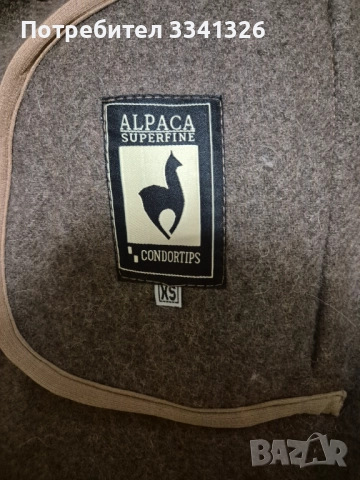 Потребител 3341326
ALPACA
SUPERFINE
CONDORTIPS
XS
BAZAR